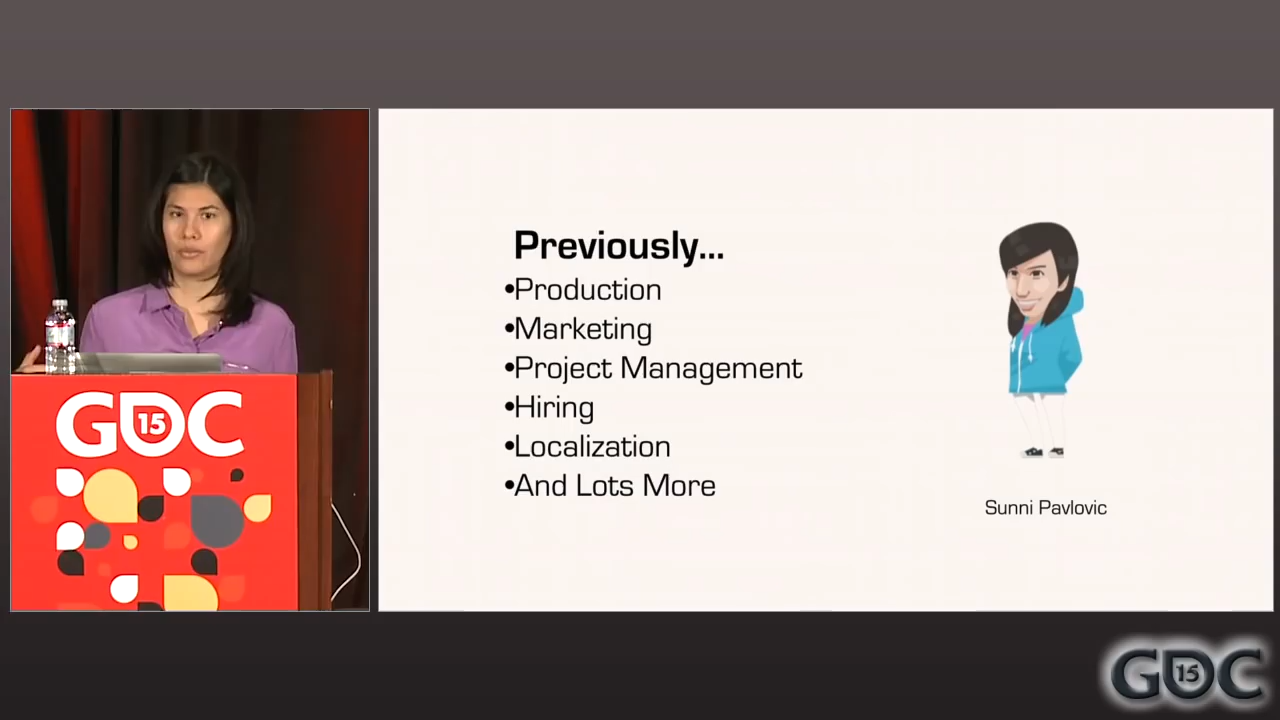 GDC
15
Previously...
•Production
•Marketing
•Project Management
•Hiring
•Localization
•And Lots More
Sunni Pavlovic
GDC
15